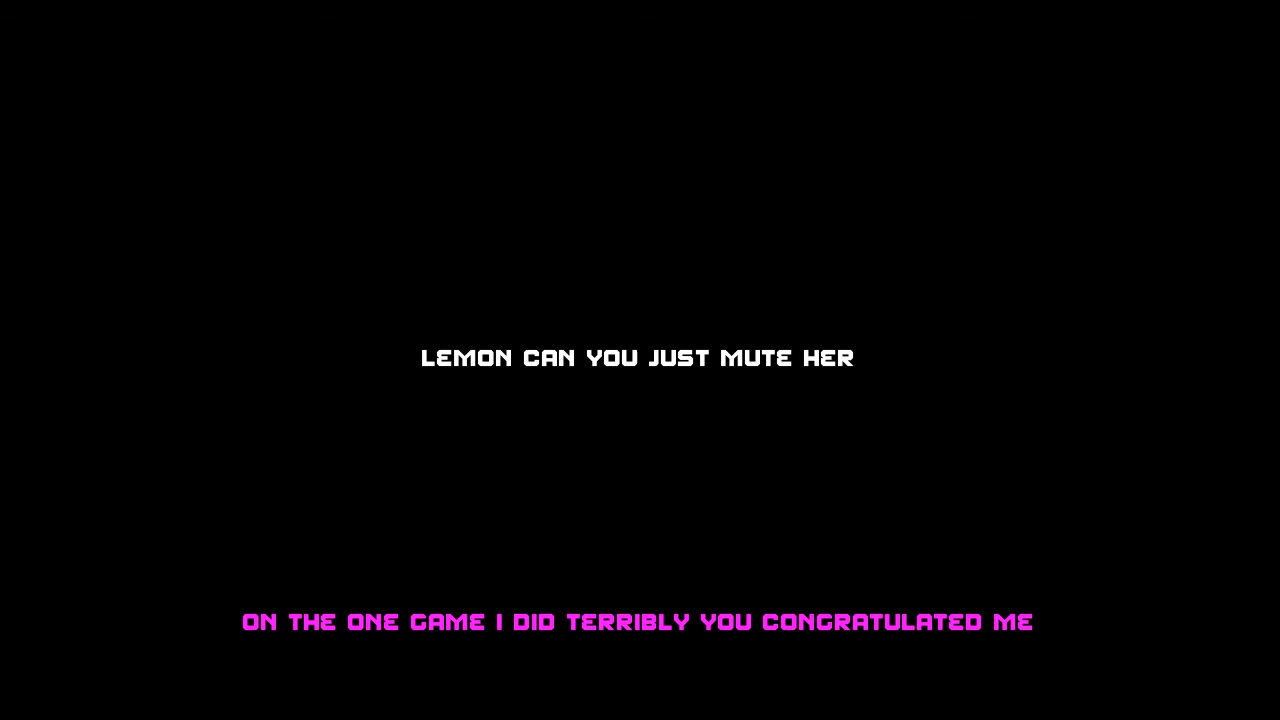 LEMON CAN YOU JUST MUTE HER
ON THE ONE GAME I DID TERRIBLY YOU CONGRATULATED ME